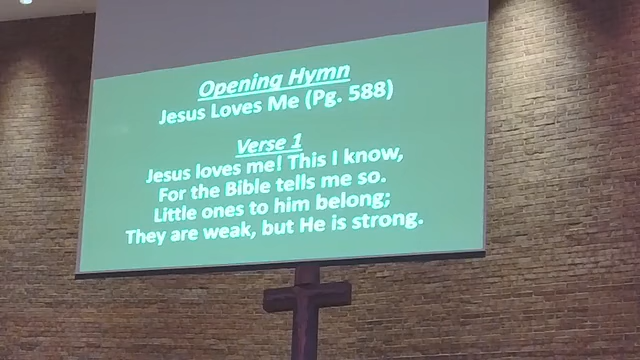 Opening Hymn
Jesus Loves Me (Pg. 588)
Verse 1
Jesus loves me! This I know,
For the Bible tells me so.
Little ones to him belong;
They are weak, but He is strong.